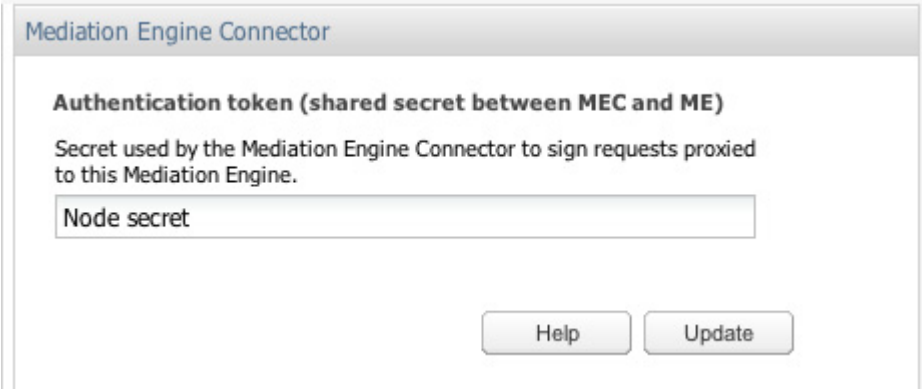 Mediation Engine Connector
Authentication token (shared secret between MEC and ME)
Secret used by the Mediation Engine Connector to sign requests proxied
to this Mediation Engine.
Node secret
Help Update